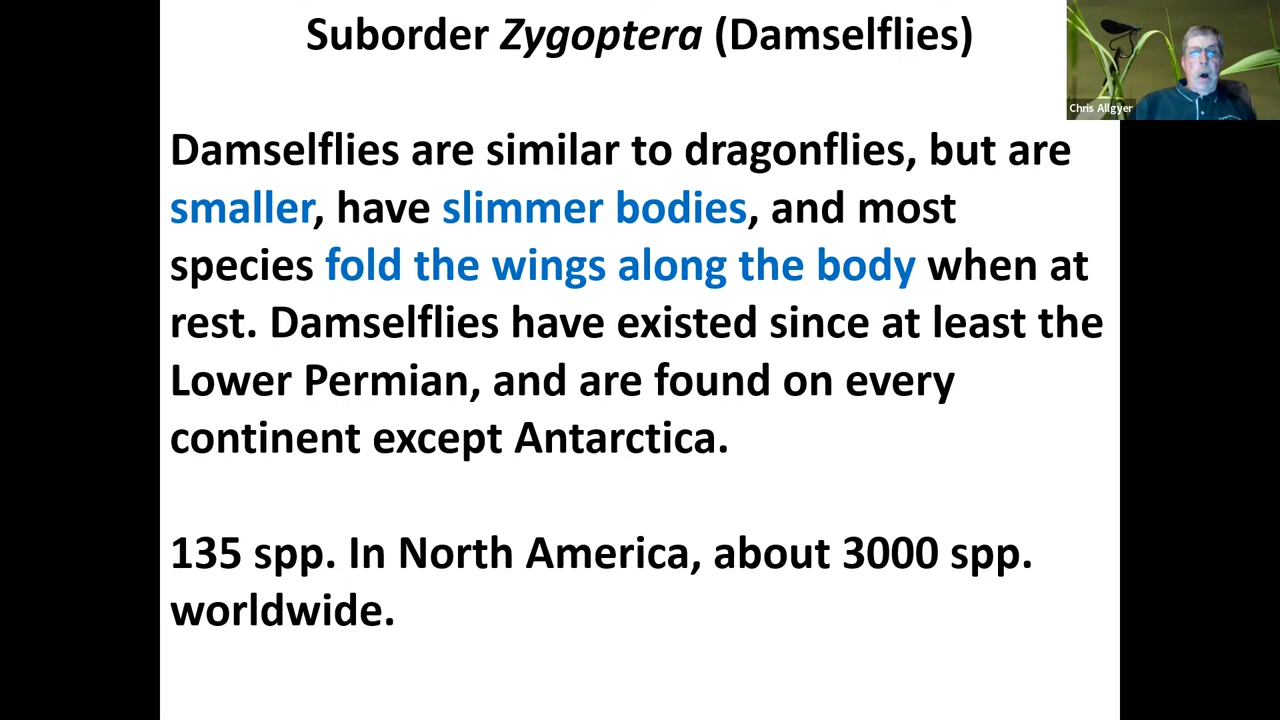 Suborder Zygoptera (Damselflies)
Chris Allgyer
Damselflies are similar to dragonflies, but are
smaller, have slimmer bodies, and most
species fold the wings along the body when at
rest. Damselflies have existed since at least the
Lower Permian, and are found on every
continent except Antarctica.
135 spp. In North America, about 3000 spp.
worldwide.